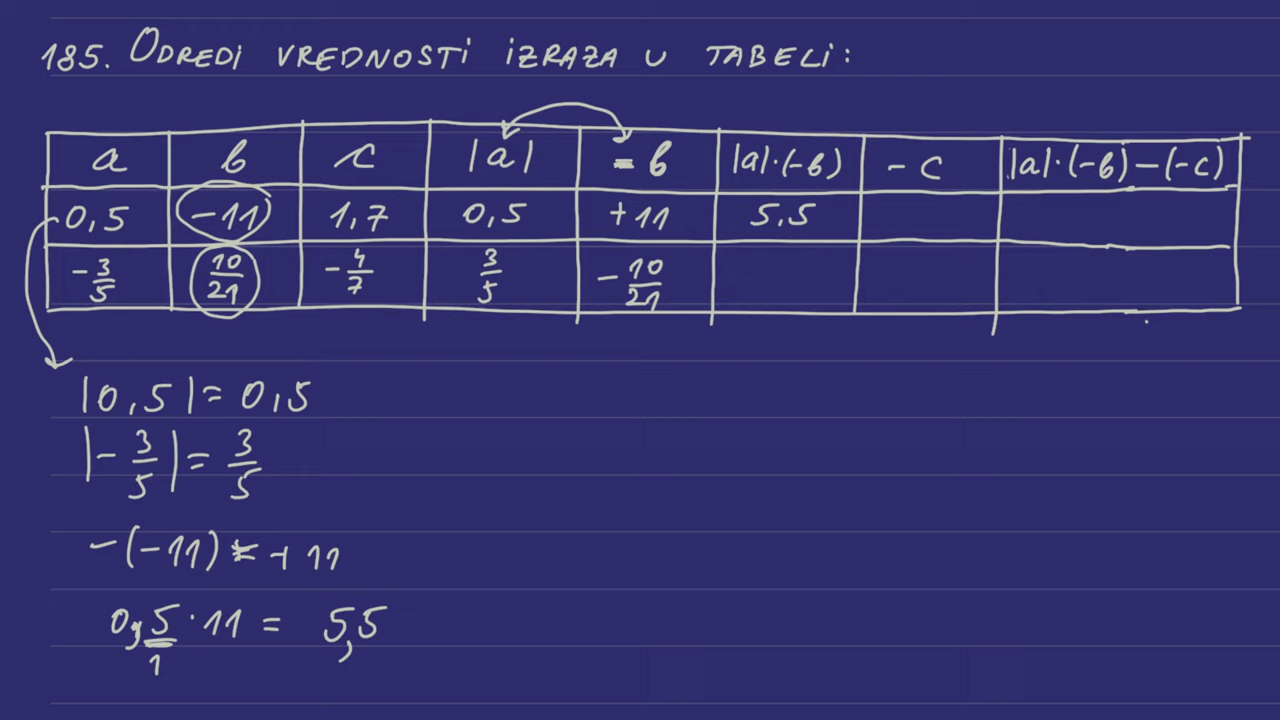 185. ODREDI VREDNOSTI IZRAZA U TABELI:
a b c |a| -b |a|·(-b) -c |a|·(-b)-(-c)
0,5 -11 1,7 0,5 +11 5,5
-3/5 10/21 -4/7 3/5 -10/21
|0,5|= 0,5
|-3/5|= 3/5
-(-11) = +11
0,5·11 = 5,5
1